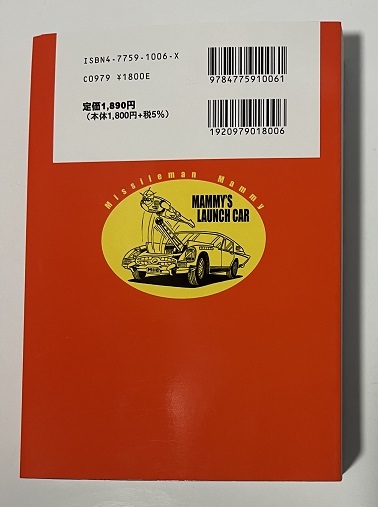 ISBN4-7759-1006-X
C0979 ¥1800E
定価1,890円
(本体1,800円+税5%)
9784775910061
1920979018006
Missileman Mammy
MAMMY'S
LAUNCH CAR